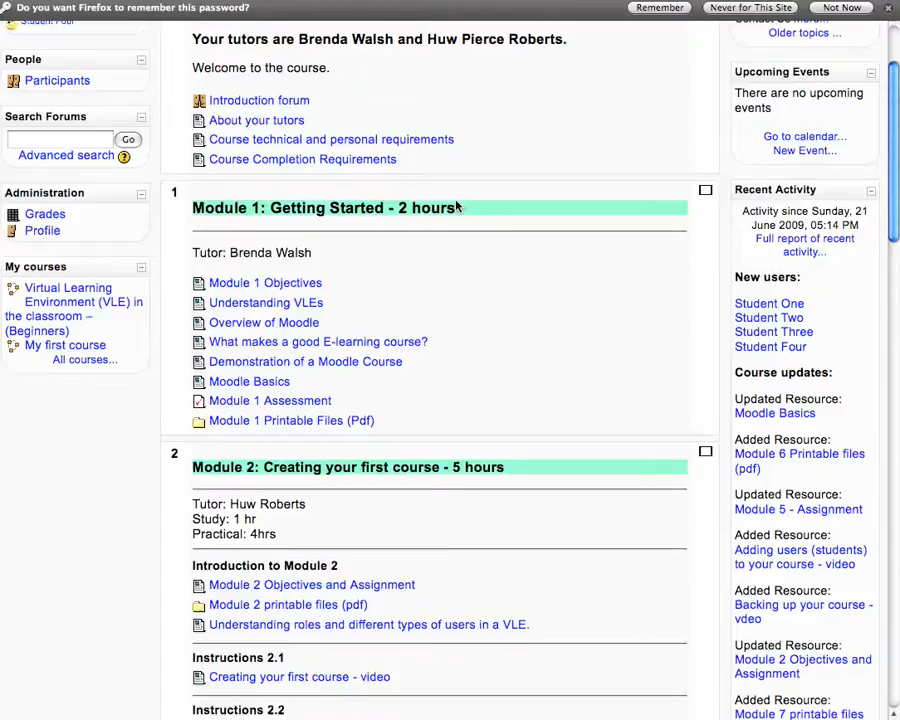 Do you want Firefox to remember this password?
Remember
Never for This Site
Not Now
Student Four
People
Participants
Search Forums
Go
Advanced search
Administration
Grades
Profile
My courses
Virtual Learning
Environment (VLE) in
the classroom –
(Beginners)
My first course
All courses...
Your tutors are Brenda Walsh and Huw Pierce Roberts.
Welcome to the course.
Introduction forum
About your tutors
Course technical and personal requirements
Course Completion Requirements
1
Module 1: Getting Started - 2 hours
Tutor: Brenda Walsh
Module 1 Objectives
Understanding VLEs
Overview of Moodle
What makes a good E-learning course?
Demonstration of a Moodle Course
Moodle Basics
Module 1 Assessment
Module 1 Printable Files (Pdf)
2
Module 2: Creating your first course - 5 hours
Tutor: Huw Roberts
Study: 1 hr
Practical: 4hrs
Introduction to Module 2
Module 2 Objectives and Assignment
Module 2 printable files (pdf)
Understanding roles and different types of users in a VLE.
Instructions 2.1
Creating your first course - video
Instructions 2.2
Contact Us more...
Older topics ...
Upcoming Events
There are no upcoming
events
Go to calendar...
New Event...
Recent Activity
Activity since Sunday, 21
June 2009, 05:14 PM
Full report of recent
activity...
New users:
Student One
Student Two
Student Three
Student Four
Course updates:
Updated Resource:
Moodle Basics
Added Resource:
Module 6 Printable files
(pdf)
Updated Resource:
Module 5 - Assignment
Added Resource:
Adding users (students)
to your course - video
Added Resource:
Backing up your course -
vdeo
Updated Resource:
Module 2 Objectives and
Assignment
Added Resource:
Module 7 printable files